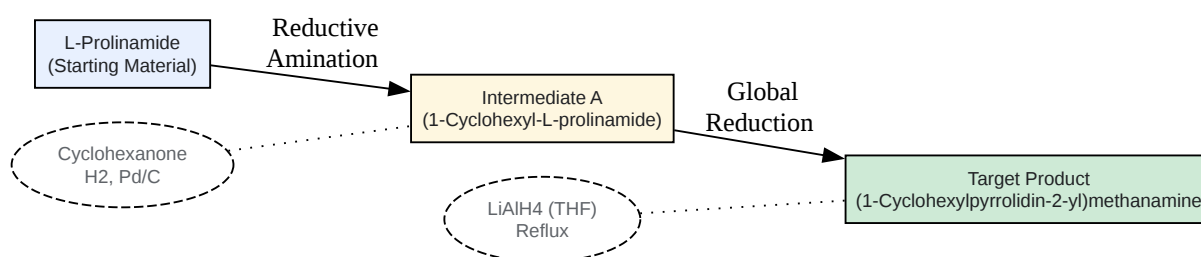 L-Prolinamide
(Starting Material)
Reductive
Amination
Cyclohexanone
H2, Pd/C
Intermediate A
(1-Cyclohexyl-L-prolinamide)
Global
Reduction
LiAlH4 (THF)
Reflux
Target Product
(1-Cyclohexylpyrrolidin-2-yl)methanamine